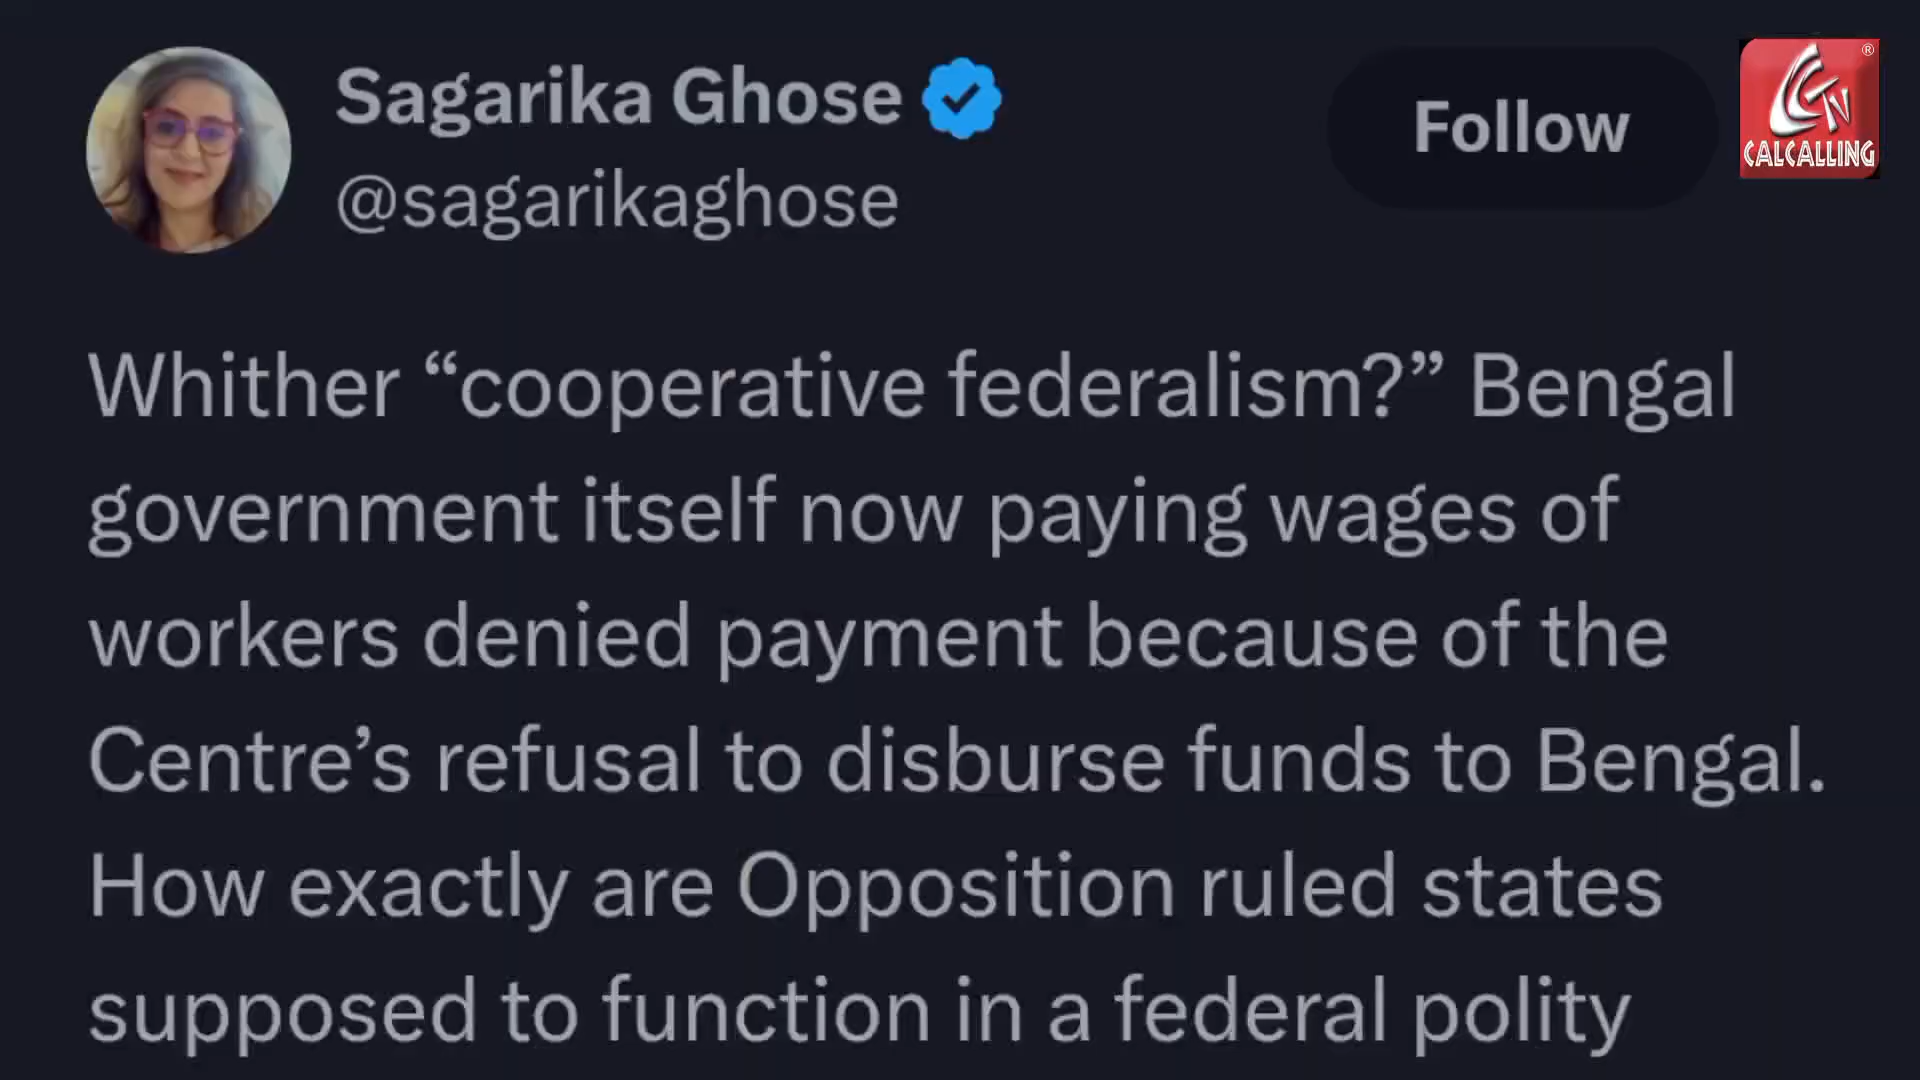 Sagarika Ghose
@sagarikaghose
Follow
®
CALCALLING
Whither “cooperative federalism?” Bengal
government itself now paying wages of
workers denied payment because of the
Centre’s refusal to disburse funds to Bengal.
How exactly are Opposition ruled states
supposed to function in a federal polity